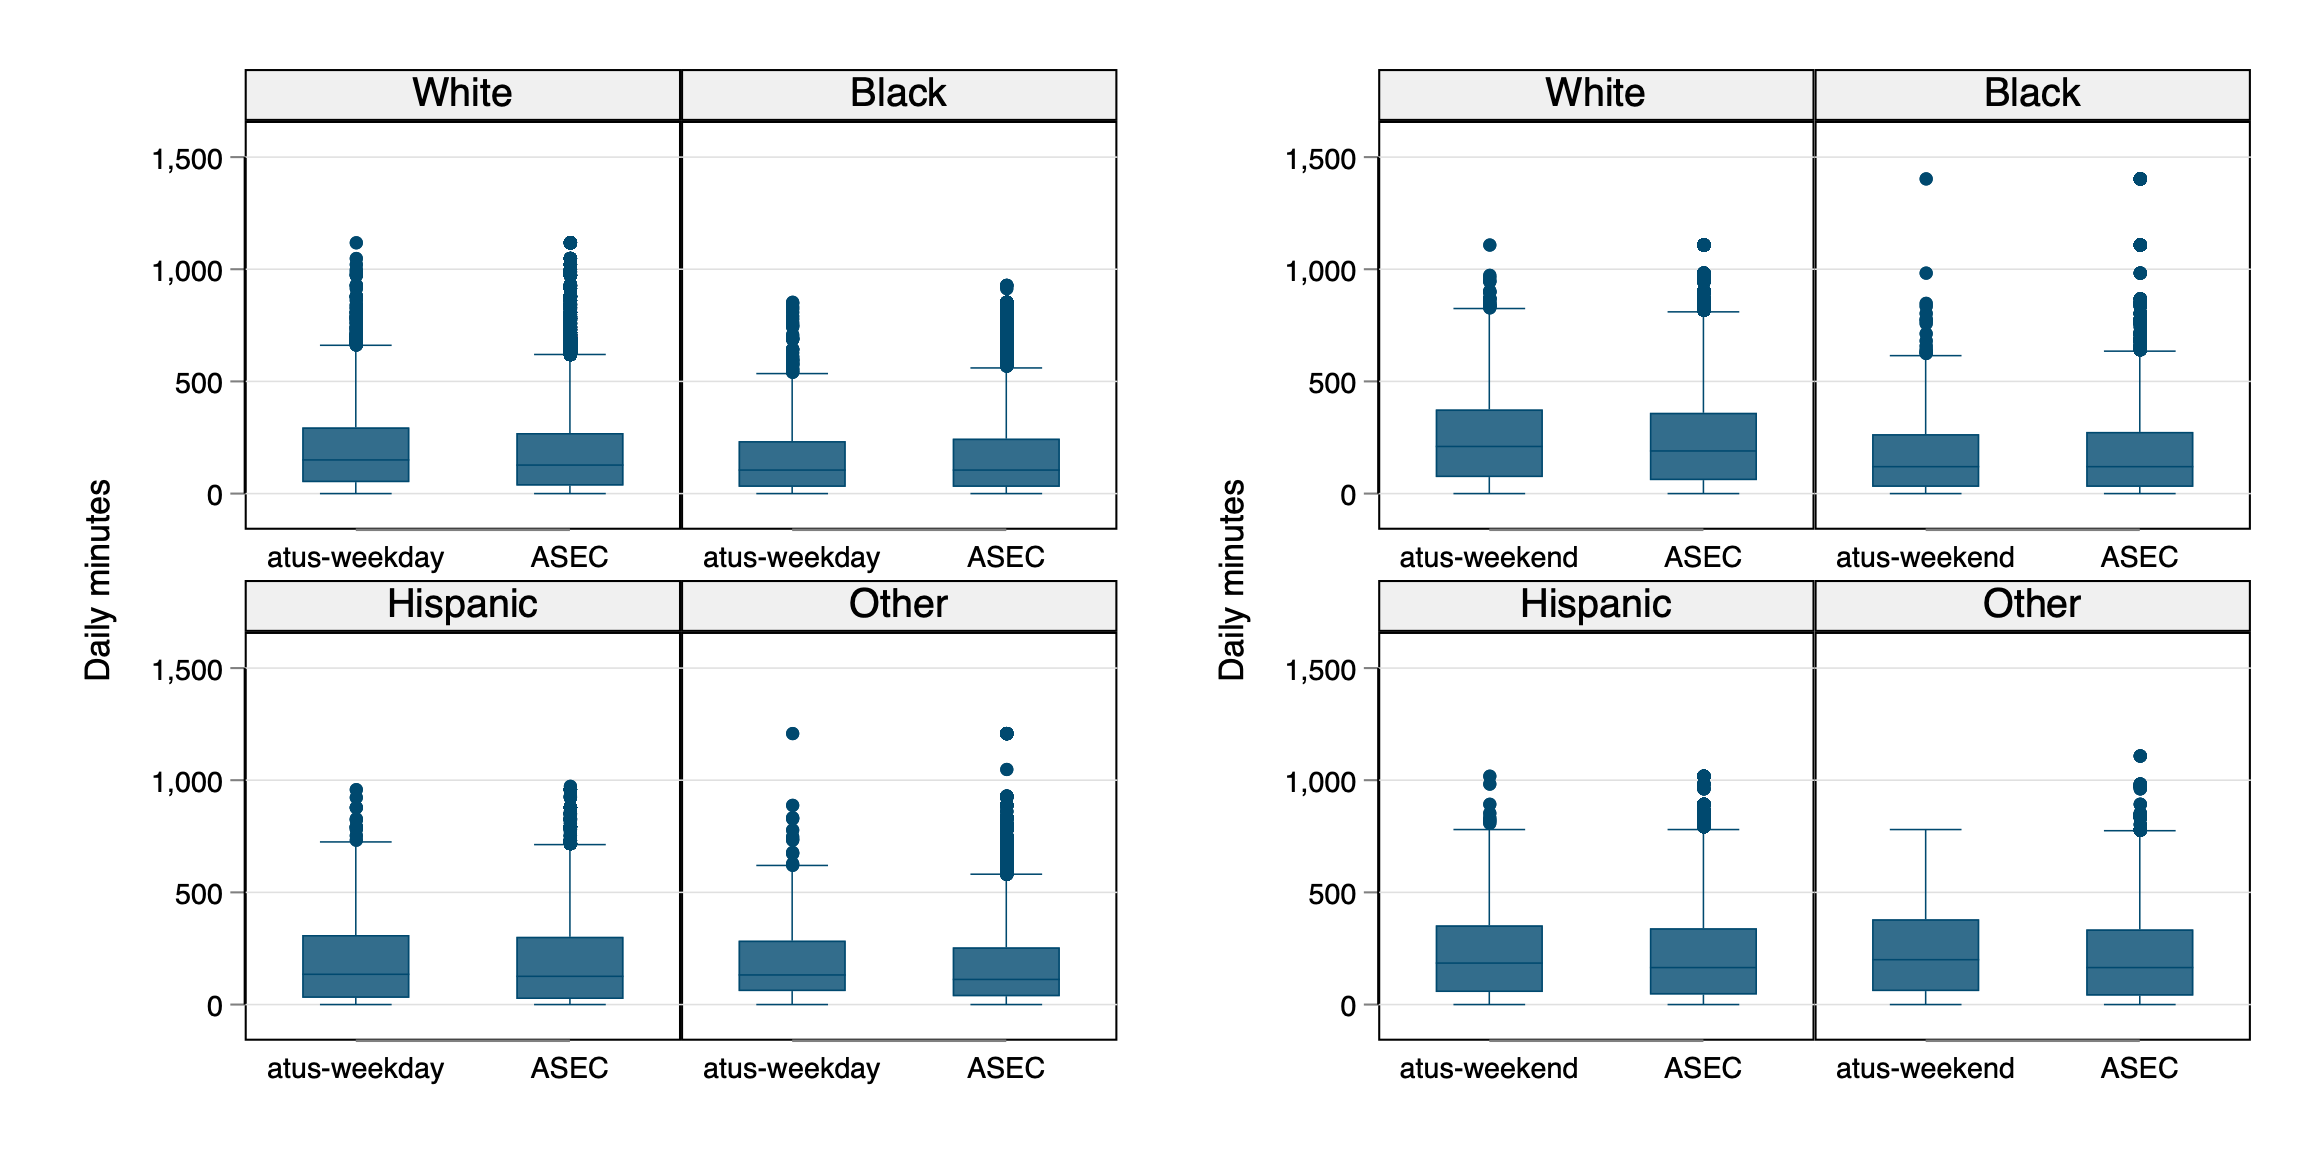 White Black
1,500
1,000
500
0
atus-weekday ASEC atus-weekday ASEC
Hispanic Other
1,500
1,000
500
0
atus-weekday ASEC atus-weekday ASEC
Daily minutes
White Black
1,500
1,000
500
0
atus-weekend ASEC atus-weekend ASEC
Hispanic Other
1,500
1,000
500
0
atus-weekend ASEC atus-weekend ASEC
Daily minutes